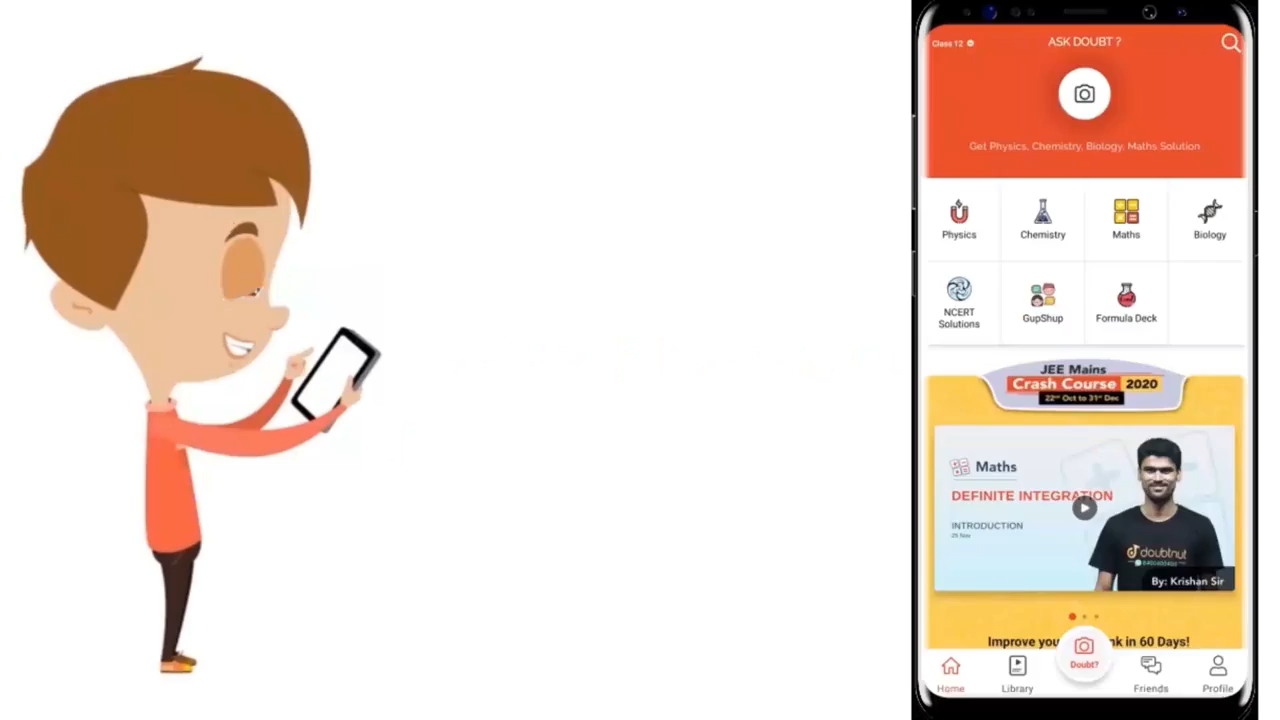 Class 12
ASK DOUBT ?
Get Physics, Chemistry, Biology, Maths Solution
Physics
Chemistry
Maths
Biology
NCERT
Solutions
GupShup
Formula Deck
JEE Mains
Crash Course 2020
22nd Oct to 31st Dec
Maths
DEFINITE INTEGRATION
INTRODUCTION
25 Nov
doubtnut
By: Krishan Sir
in 60 Days!
Improve
Doubt?
Home
Library
Friends
Profile